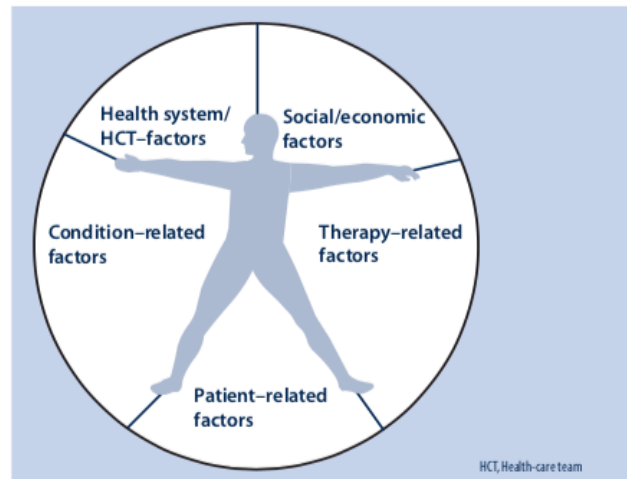 Health system/
HCT–factors
Social/economic
factors
Condition–related
factors
Therapy–related
factors
Patient–related
factors
HCT, Health-care team